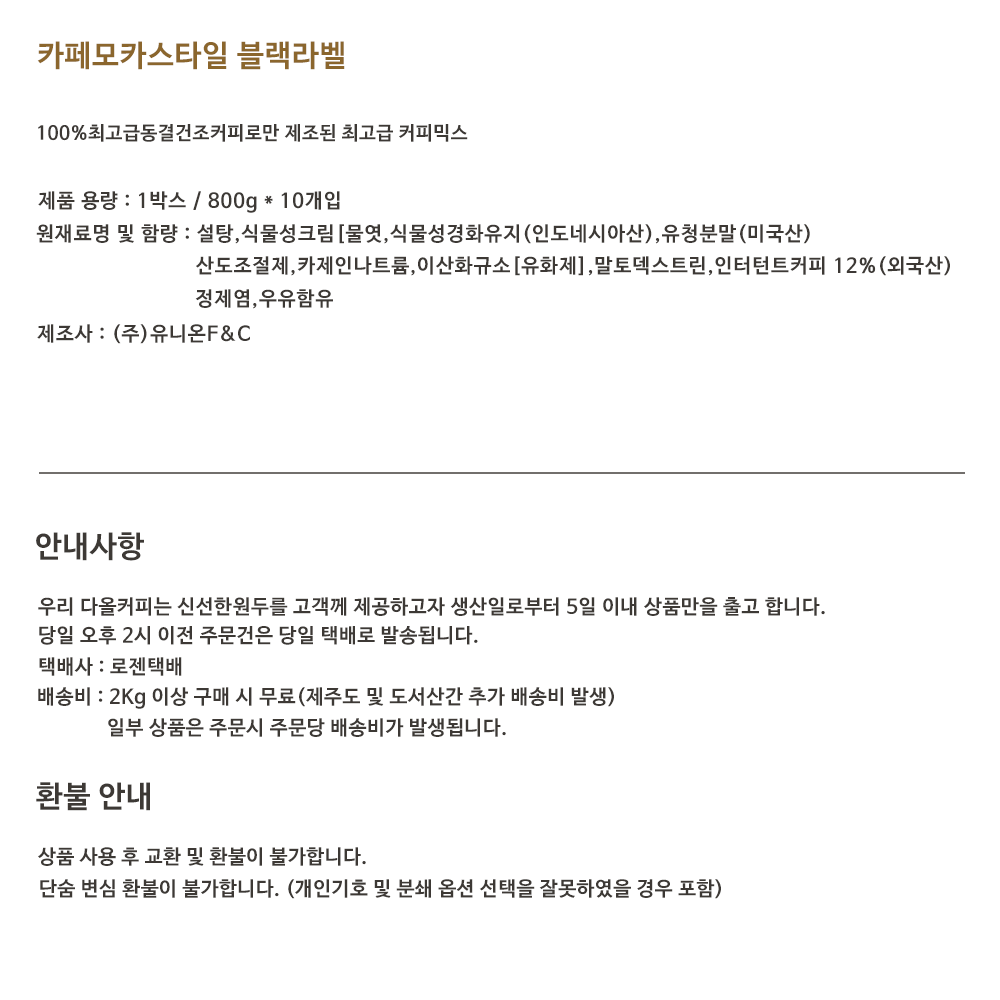 카페모카스타일 블랙라벨
100%최고급동결건조커피로만 제조된 최고급 커피믹스
제품 용량 : 1박스 / 800g * 10개입
원재료명 및 함량 : 설탕,식물성크림[물엿,식물성경화유지(인도네시아산),유청분말(미국산)
산도조절제,카제인나트륨,이산화규소[유화제],말토덱스트린,인터턴트커피 12%(외국산)
정제염,우유함유
제조사 : (주)유니온F&C
안내사항
우리 다올커피는 신선한원두를 고객께 제공하고자 생산일로부터 5일 이내 상품만을 출고 합니다.
당일 오후 2시 이전 주문건은 당일 택배로 발송됩니다.
택배사 : 로젠택배
배송비 : 2Kg 이상 구매 시 무료(제주도 및 도서산간 추가 배송비 발생)
일부 상품은 주문시 주문당 배송비가 발생됩니다.
환불 안내
상품 사용 후 교환 및 환불이 불가합니다.
단숨 변심 환불이 불가합니다. (개인기호 및 분쇄 옵션 선택을 잘못하였을 경우 포함)